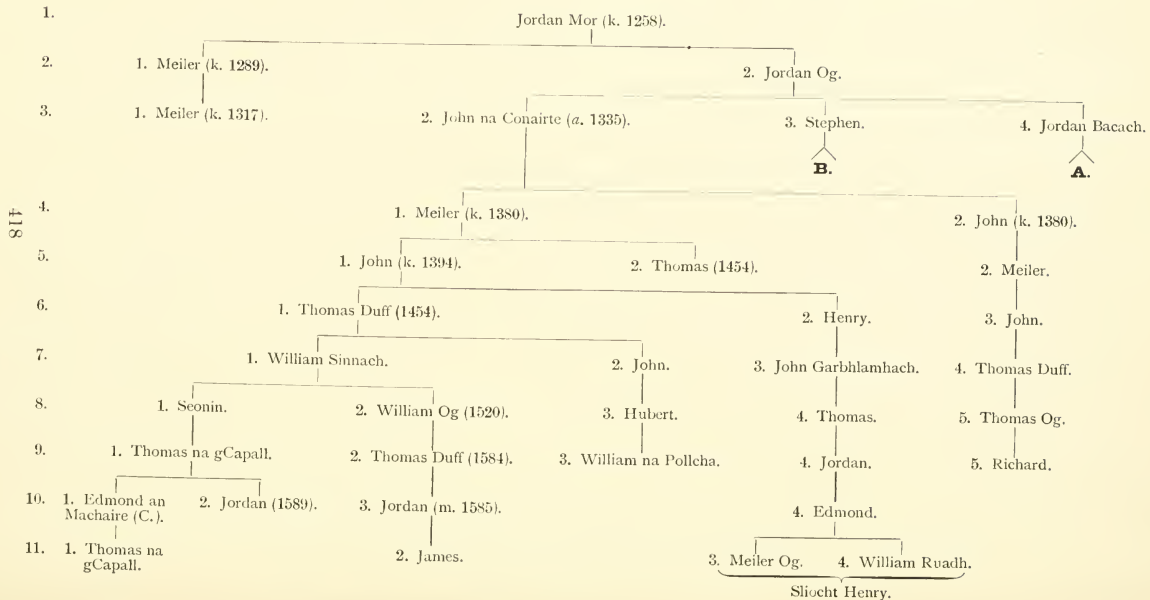 1. Jordan Mor (k. 1258).
2. 1. Meiler (k. 1289). 2. Jordan Og.
3. 1. Meiler (k. 1317). 2. John na Conairte (a. 1335). 3. Stephen. 4. Jordan Bacach.
B. A.
418
4. 1. Meiler (k. 1380). 2. John (k. 1380).
5. 1. John (k. 1394). 2. Thomas (1454). 2. Meiler.
6. 1. Thomas Duff (1454). 2. Henry. 3. John.
7. 1. William Sinnach. 2. John. 3. John Garbhlamhach. 4. Thomas Duff.
8. 1. Seonin. 2. William Og (1520). 3. Hubert. 4. Thomas. 5. Thomas Og.
9. 1. Thomas na gCapall. 2. Thomas Duff (1584). 3. William na Pollcha. 4. Jordan. 5. Richard.
10. 1. Edmond an 2. Jordan (1589). 3. Jordan (m. 1585). 4. Edmond.
Machaire (C.).
11. 1. Thomas na 2. James. 3. Meiler Og. 4. William Ruadh.
gCapall.
Sliocht Henry.